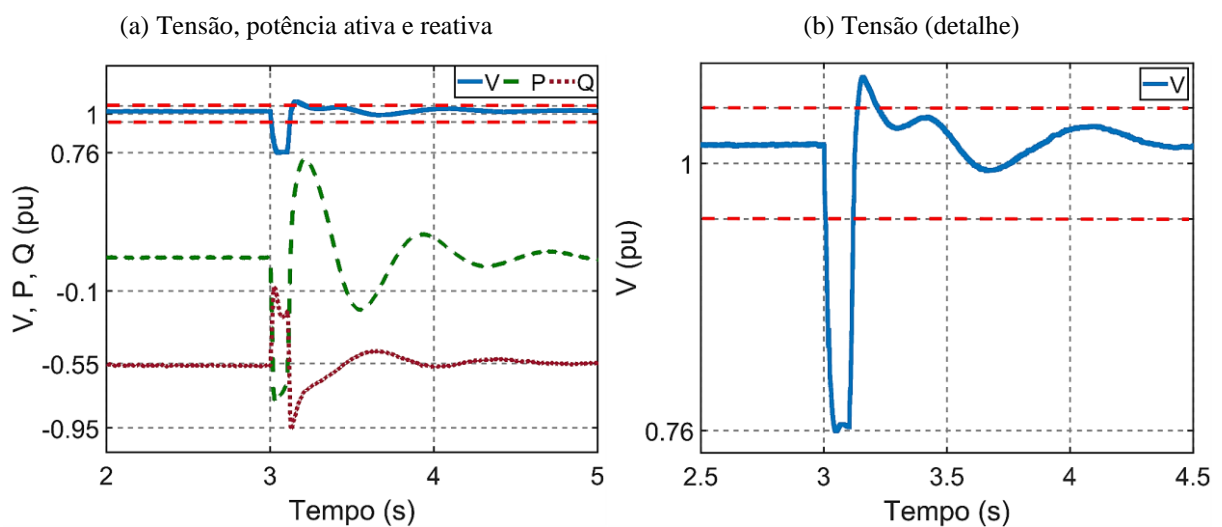 (a) Tensão, potência ativa e reativa
V P Q
1
0.76
-0.1
-0.55
-0.95
V, P, Q (pu)
2 3 4 5
Tempo (s)
(b) Tensão (detalhe)
V
1
0.76
V (pu)
2.5 3 3.5 4 4.5
Tempo (s)